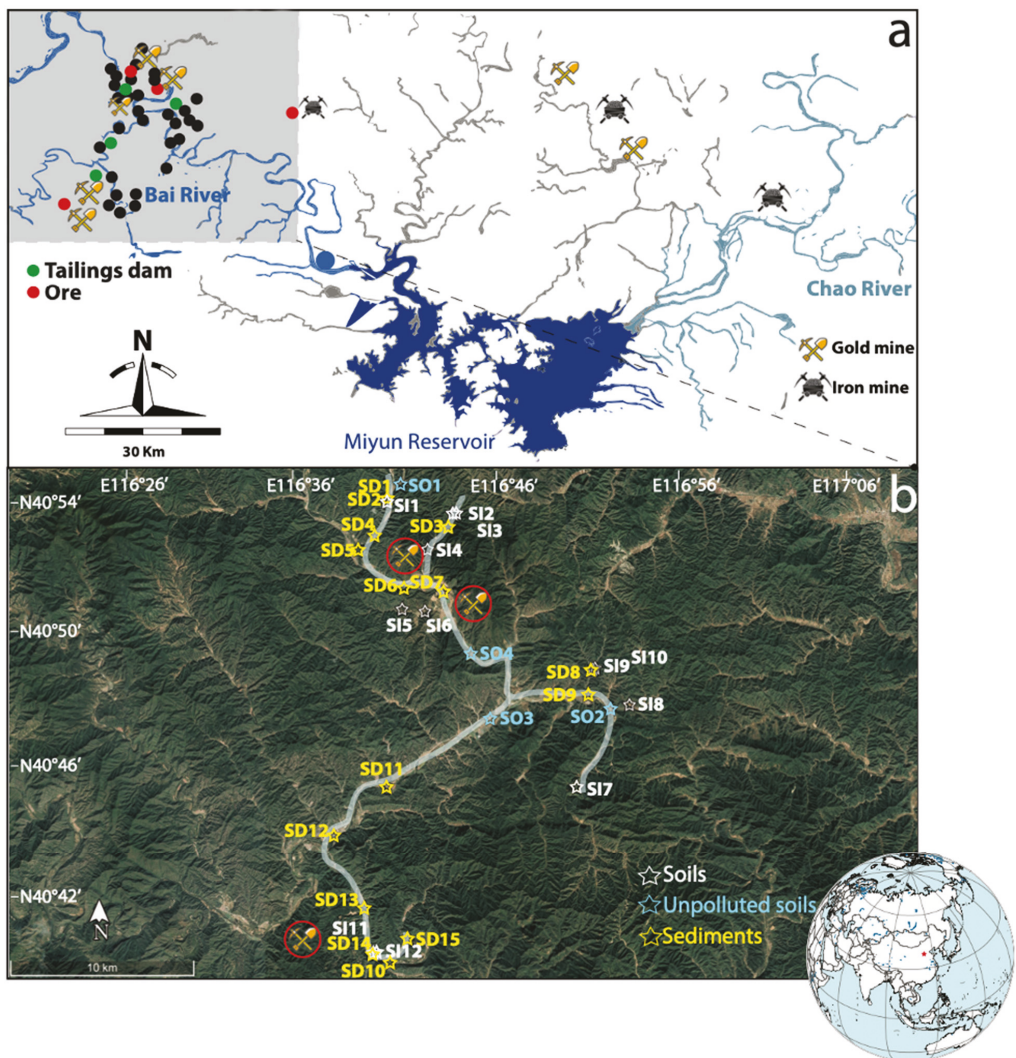 a
Bai River
Tailings dam
Ore
Chao River
N
Gold mine
Iron mine
30 Km
Miyun Reservoir
b
E116°26′
E116°36′
E116°46′
E116°56′
E117°06′
N40°54′
SD1
SO1
SD2
SI1
SI2
SD4
SD3
SI3
SD5
SI4
SD6
SD7
SI5
SI6
N40°50′
SO4
SI10
SD8
SI9
SD9
SO3
SO2
SI8
N40°46′
SD11
SI7
SD12
Soils
N40°42′
SD13
Unpolluted soils
N
SI11
Sediments
SD14
SD15
SI12
10 km
SD10